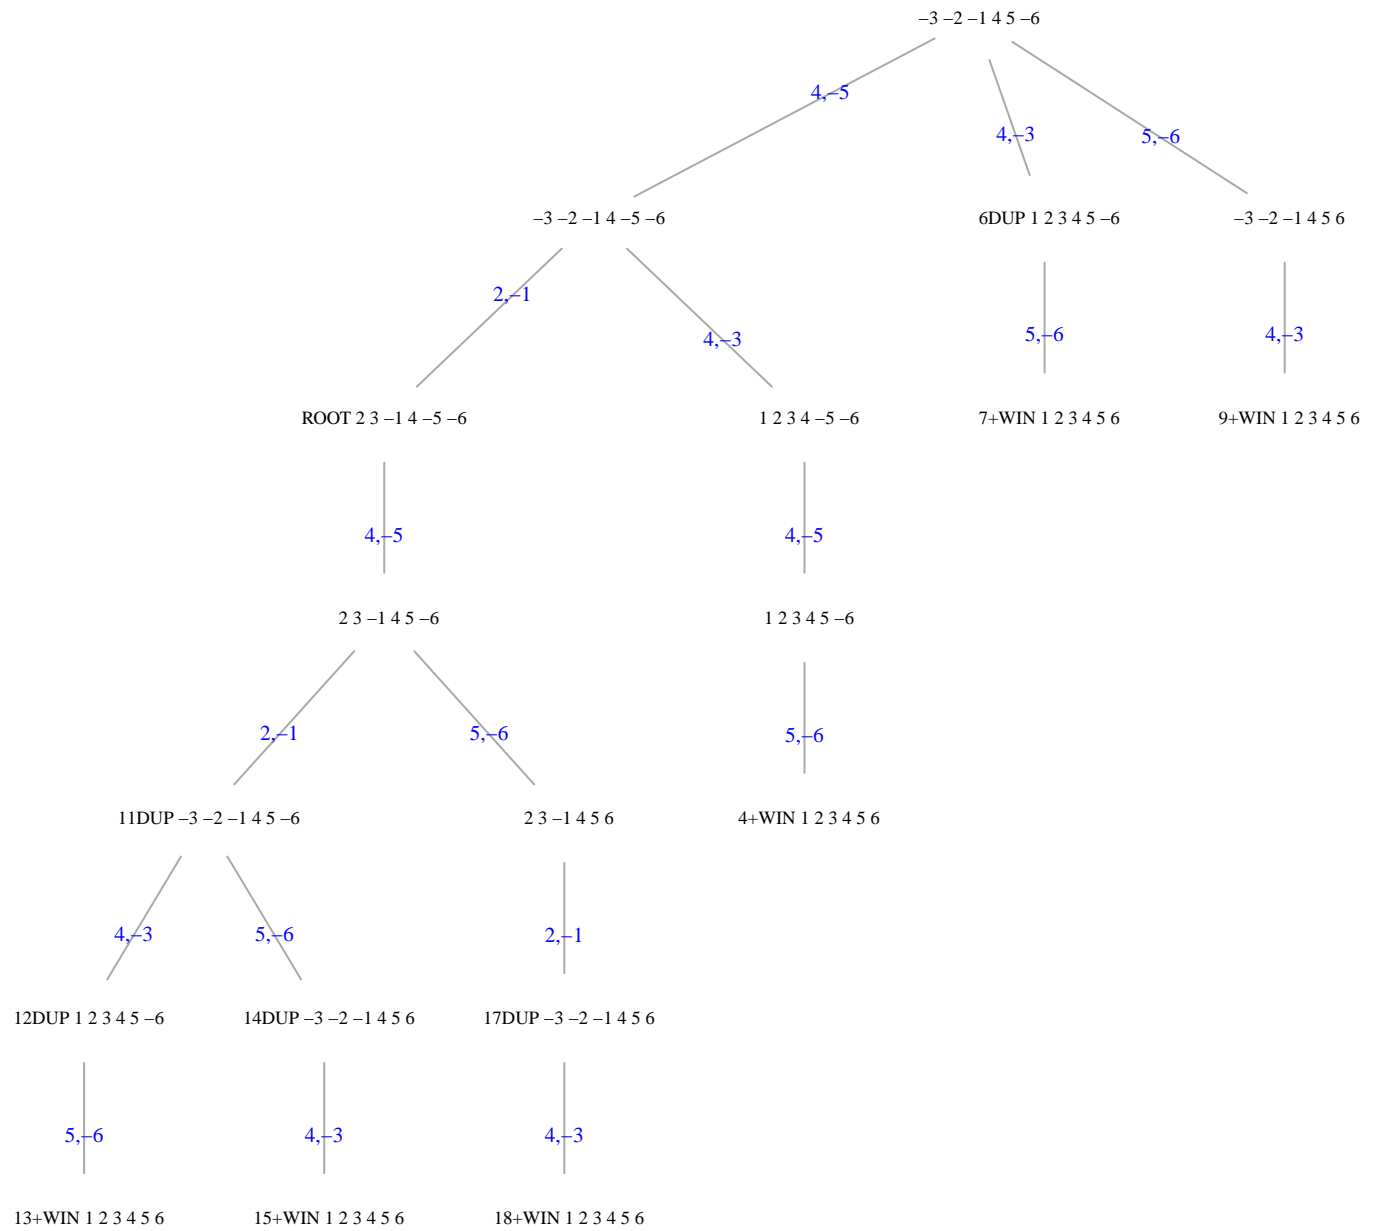 –3 –2 –1 4 5 –6
4,–5
4,–3
5,–6
–3 –2 –1 4 –5 –6
6DUP 1 2 3 4 5 –6
–3 –2 –1 4 5 6
2,–1
4,–3
5,–6
4,–3
ROOT 2 3 –1 4 –5 –6
1 2 3 4 –5 –6
7+WIN 1 2 3 4 5 6
9+WIN 1 2 3 4 5 6
4,–5
4,–5
2 3 –1 4 5 –6
1 2 3 4 5 –6
2,–1
5,–6
5,–6
11DUP –3 –2 –1 4 5 –6
2 3 –1 4 5 6
4+WIN 1 2 3 4 5 6
4,–3
5,–6
2,–1
12DUP 1 2 3 4 5 –6
14DUP –3 –2 –1 4 5 6
17DUP –3 –2 –1 4 5 6
5,–6
4,–3
4,–3
13+WIN 1 2 3 4 5 6
15+WIN 1 2 3 4 5 6
18+WIN 1 2 3 4 5 6